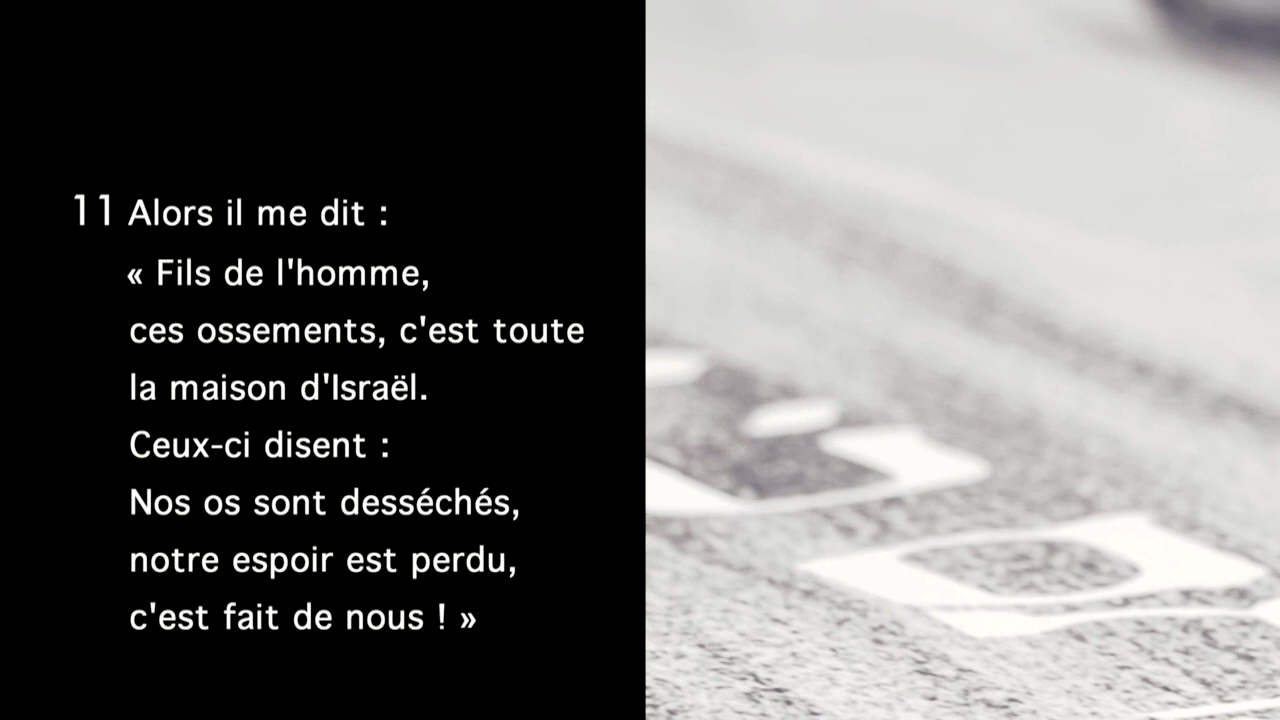 11 Alors il me dit :
« Fils de l'homme,
ces ossements, c'est toute
la maison d'Israël.
Ceux-ci disent :
Nos os sont desséchés,
notre espoir est perdu,
c'est fait de nous ! »